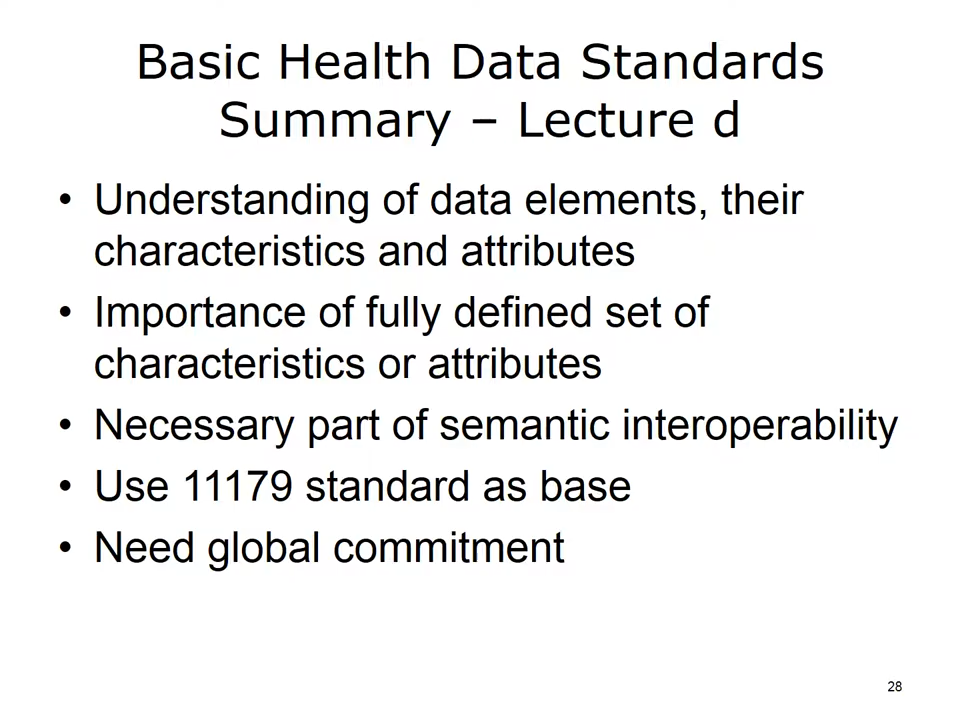 Basic Health Data Standards
Summary – Lecture d
• Understanding of data elements, their
characteristics and attributes
• Importance of fully defined set of
characteristics or attributes
• Necessary part of semantic interoperability
• Use 11179 standard as base
• Need global commitment
28